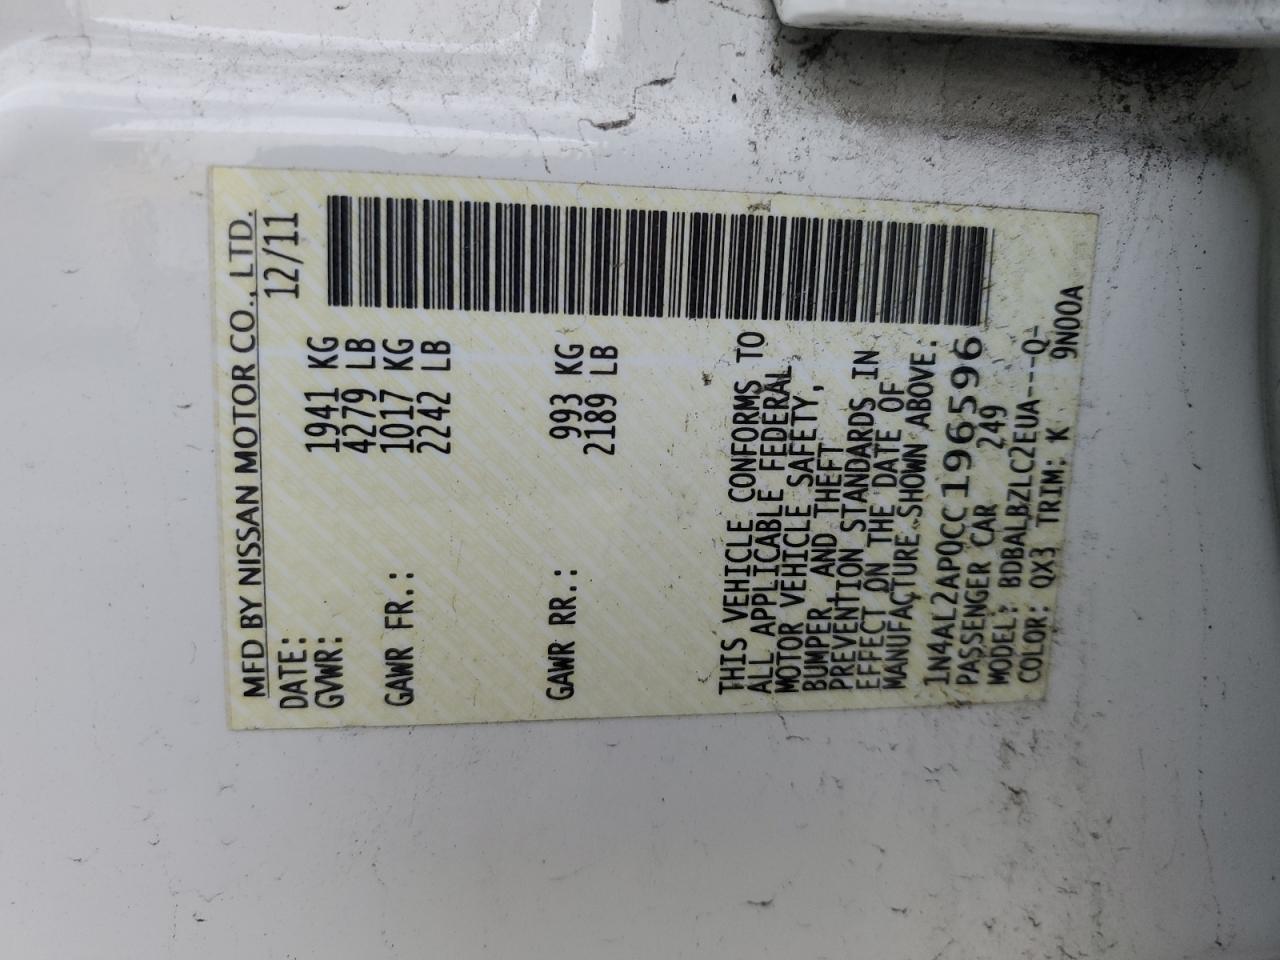 MFD BY NISSAN MOTOR CO., LTD.
DATE: 12/11
GVWR: 1941 KG
4279 LB
GAWR FR.: 1017 KG
2242 LB
GAWR RR.: 993 KG
2189 LB
THIS VEHICLE CONFORMS TO
ALL APPLICABLE FEDERAL
MOTOR VEHICLE SAFETY,
BUMPER AND THEFT
PREVENTION STANDARDS IN
EFFECT ON THE DATE OF
MANUFACTURE SHOWN ABOVE.
1N4AL2AP0CC196596
PASSENGER CAR 249
MODEL: BDBALBZLC2EUA---Q-
COLOR: QX3 TRIM: K 9N00A